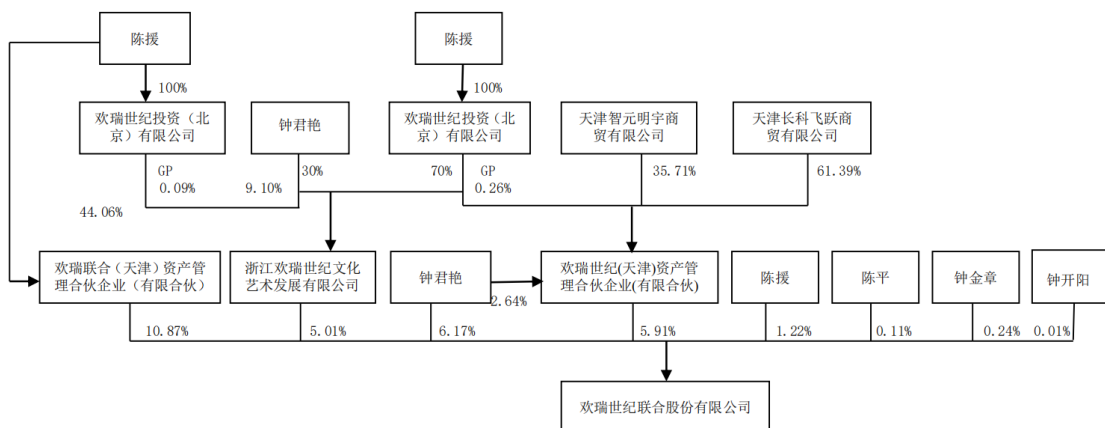 陈援
陈援
100%
100%
欢瑞世纪投资（北
京）有限公司
钟君艳
欢瑞世纪投资（北
京）有限公司
天津智元明宇商
贸有限公司
天津长科飞跃商
贸有限公司
GP
0.09%
9.10%
30%
70%
GP
0.26%
35.71%
61.39%
44.06%
欢瑞联合（天津）资产管
理合伙企业（有限合伙）
浙江欢瑞世纪文化
艺术发展有限公司
钟君艳
2.64%
欢瑞世纪(天津)资产管
理合伙企业(有限合伙)
陈援
陈平
钟金章
钟开阳
10.87%
5.01%
6.17%
5.91%
1.22%
0.11%
0.24%
0.01%
欢瑞世纪联合股份有限公司